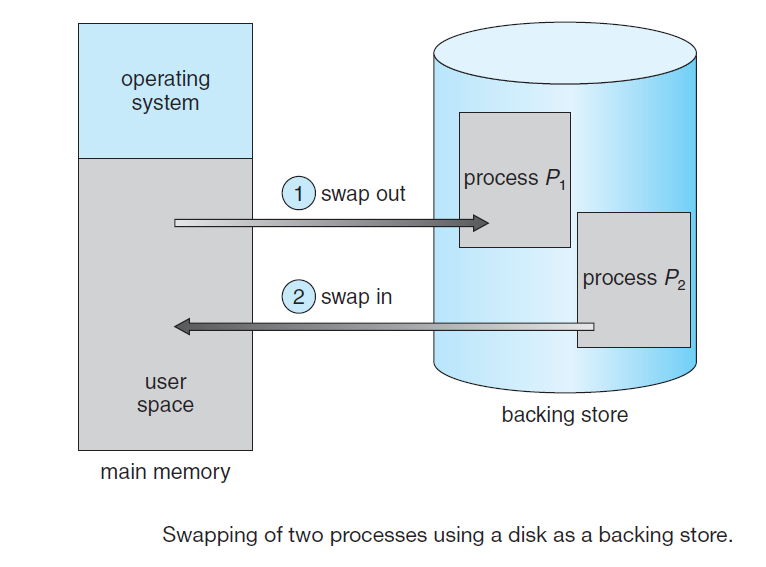 operating
system
1 swap out
process P1
2 swap in
process P2
user
space
backing store
main memory
Swapping of two processes using a disk as a backing store.